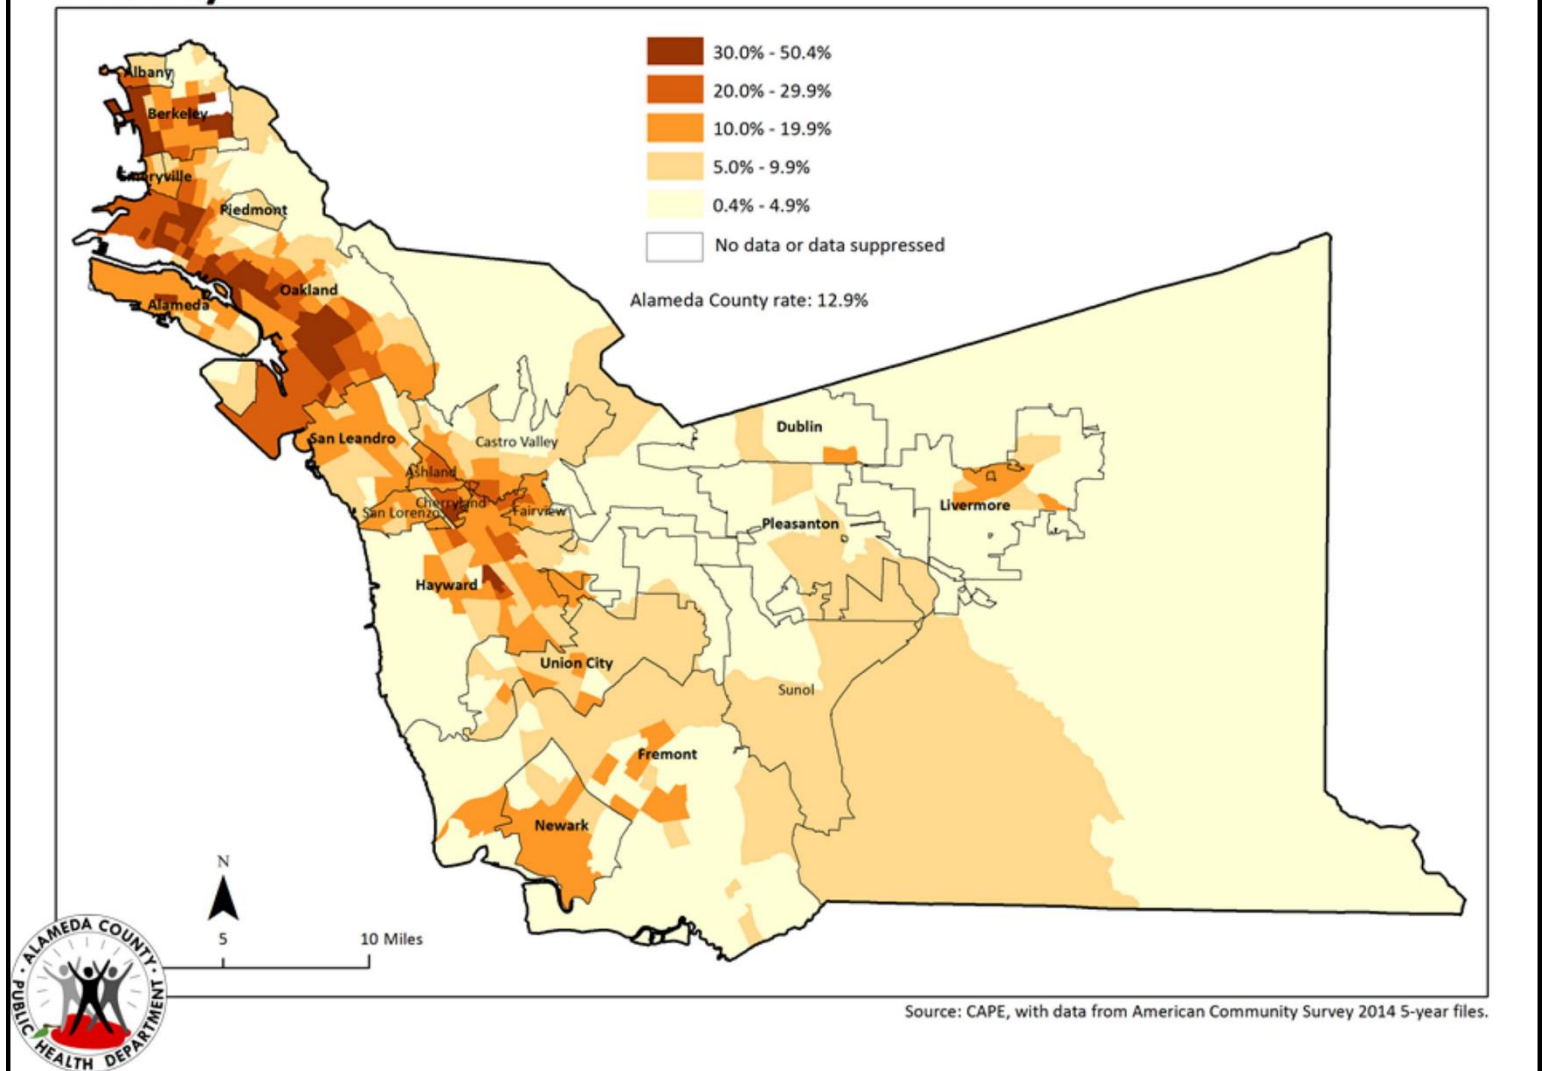 30.0% - 50.4%
20.0% - 29.9%
10.0% - 19.9%
5.0% - 9.9%
0.4% - 4.9%
No data or data suppressed
Alameda County rate: 12.9%
Albany
Berkeley
Emeryville
Piedmont
Oakland
Alameda
San Leandro
Castro Valley
Ashland
Cherryland
San Lorenzo
Fairview
Dublin
Livermore
Pleasanton
Hayward
Union City
Sunol
Fremont
Newark
N
5 10 Miles
ALAMEDA COUNTY
PUBLIC HEALTH DEPARTMENT
Source: CAPE, with data from American Community Survey 2014 5-year files.